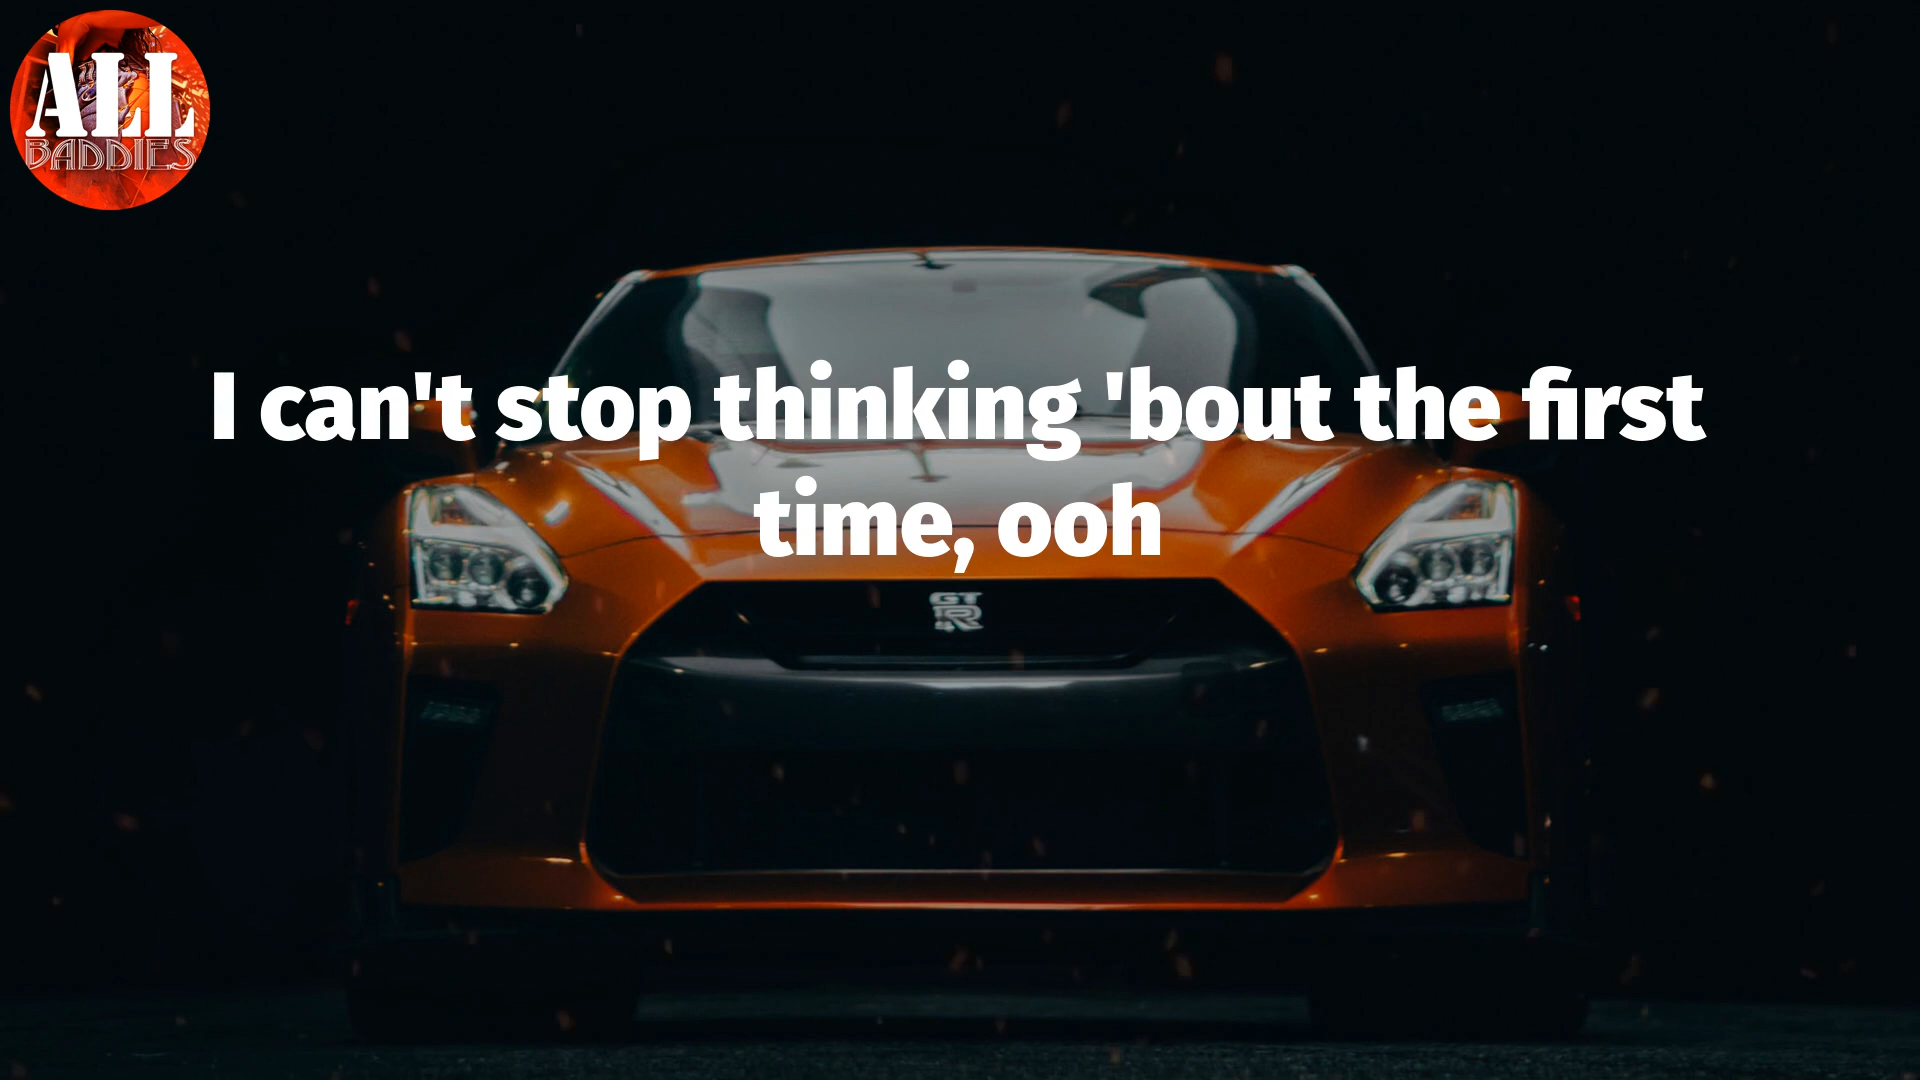 ALL
BADDIES
I can't stop thinking 'bout the first
time, ooh
GT
R